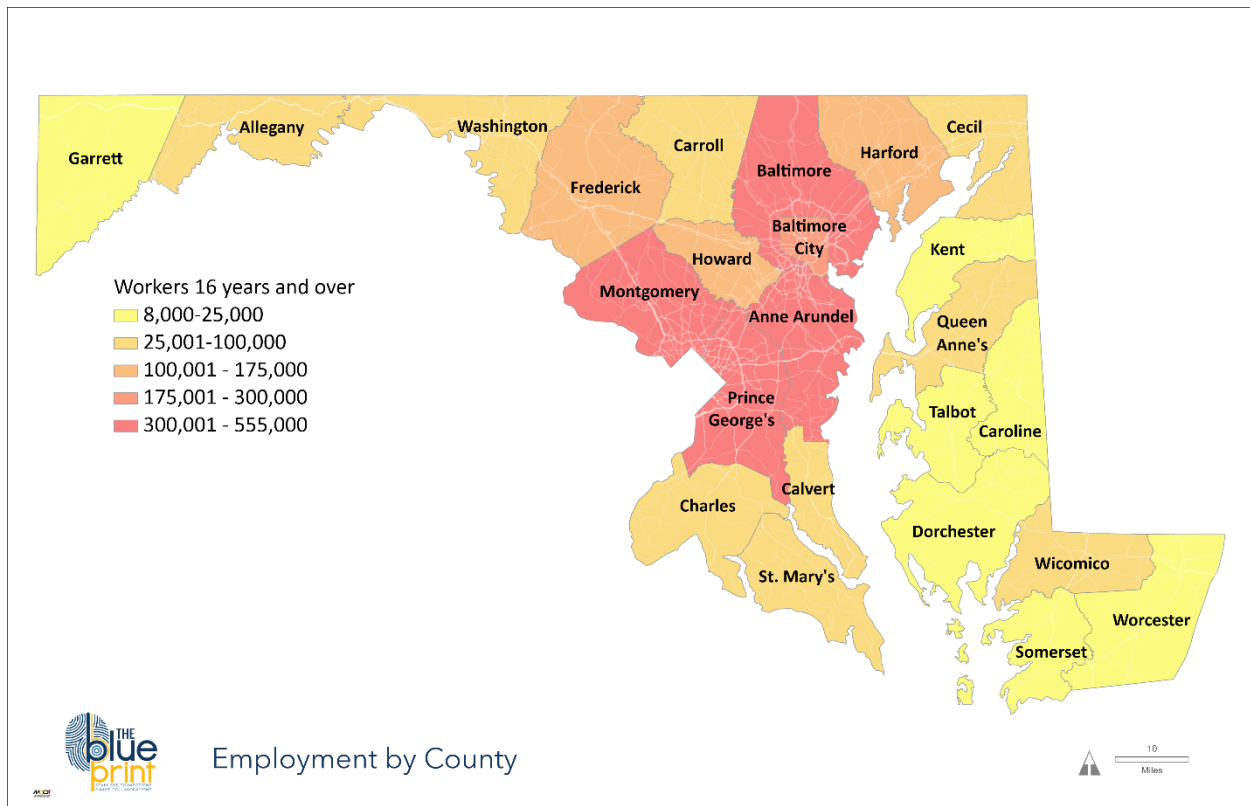 Garrett
Allegany
Washington
Frederick
Carroll
Baltimore
Harford
Cecil
Baltimore
City
Howard
Kent
Montgomery
Anne Arundel
Queen
Anne's
Prince
George's
Talbot
Caroline
Calvert
Charles
Dorchester
St. Mary's
Wicomico
Worcester
Somerset
Workers 16 years and over
8,000-25,000
25,001-100,000
100,001 - 175,000
175,001 - 300,000
300,001 - 555,000
THE
blue
print
Employment by County
10
Miles